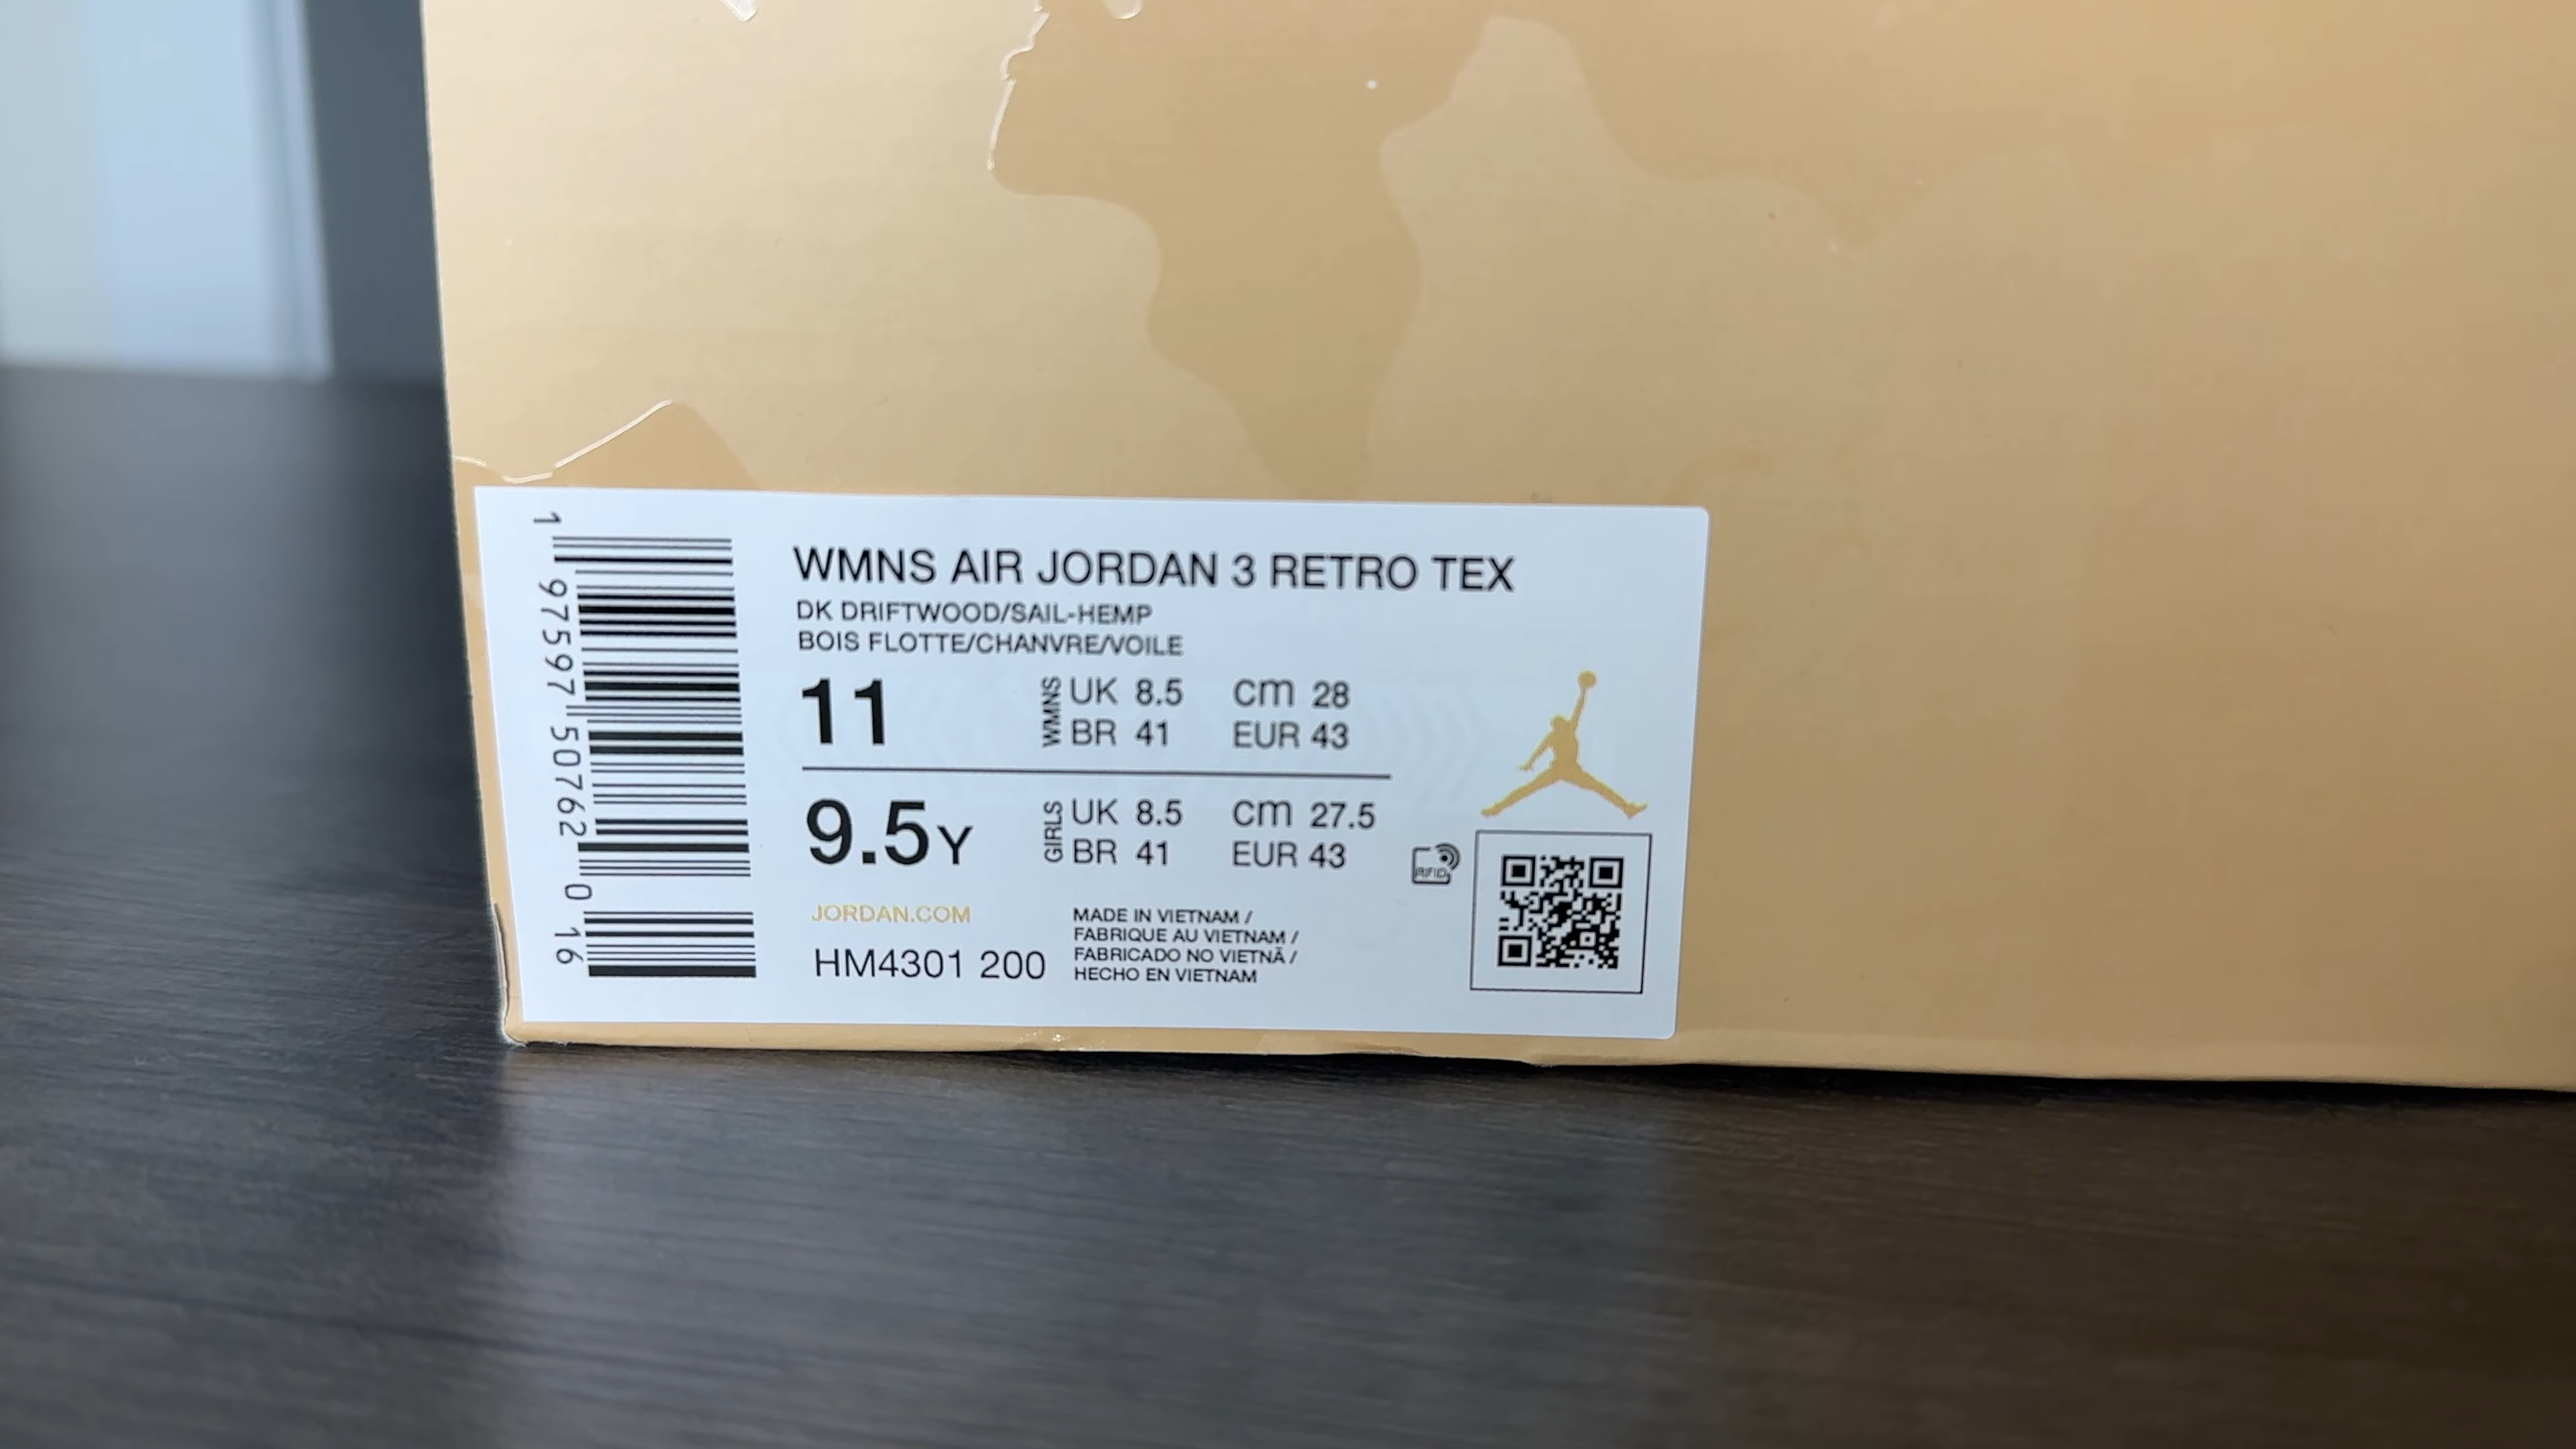 1 97597 50762 0 16
WMNS AIR JORDAN 3 RETRO TEX
DK DRIFTWOOD/SAIL-HEMP
BOIS FLOTTE/CHANVRE/VOILE
11 WMNS UK 8.5 cm 28
BR 41 EUR 43
9.5Y GIRLS UK 8.5 cm 27.5
BR 41 EUR 43
RFID
JORDAN.COM
HM4301 200
MADE IN VIETNAM /
FABRIQUE AU VIETNAM /
FABRICADO NO VIETNÃ /
HECHO EN VIETNAM